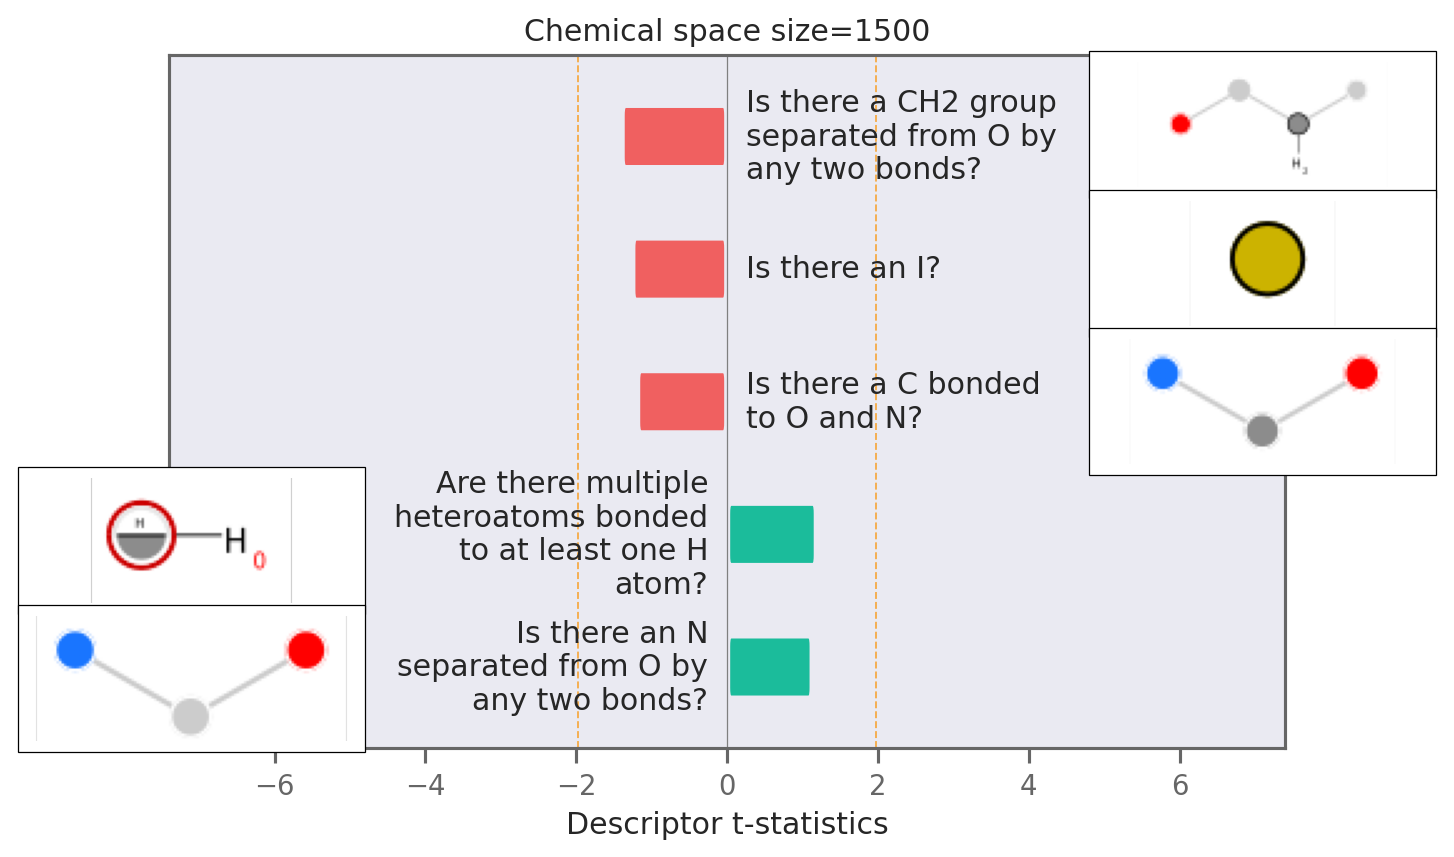 Chemical space size=1500
Is there a CH2 group
separated from O by
any two bonds?
H
2
Is there an I?
Is there a C bonded
to O and N?
Are there multiple
heteroatoms bonded
to at least one H
atom?
H
H
0
Is there an N
separated from O by
any two bonds?
−6 −4 −2 0 2 4 6
Descriptor t-statistics